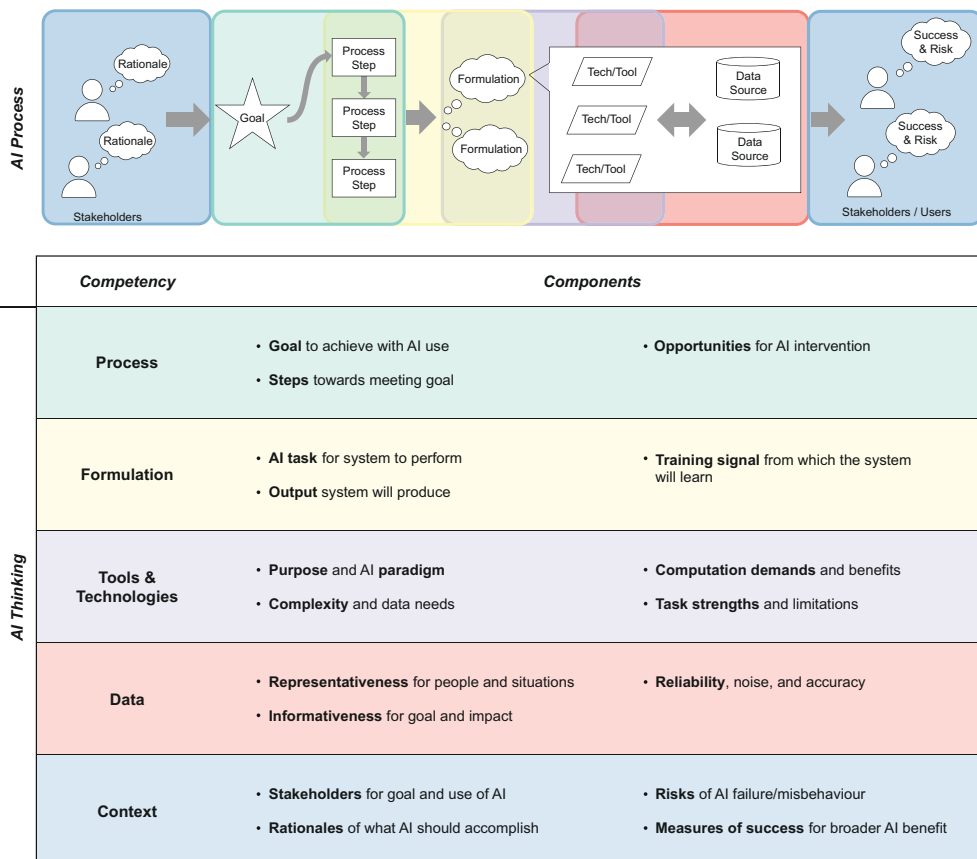 AI Process
Rationale
Rationale
Stakeholders
Goal
Process
Step
Process
Step
Process
Step
Formulation
Formulation
Tech/Tool
Tech/Tool
Tech/Tool
Data
Source
Data
Source
Success
& Risk
Success
& Risk
Stakeholders / Users
AI Thinking
Competency Components
Process
• Goal to achieve with AI use
• Steps towards meeting goal
• Opportunities for AI intervention
Formulation
• AI task for system to perform
• Output system will produce
• Training signal from which the system
will learn
Tools &
Technologies
• Purpose and AI paradigm
• Complexity and data needs
• Computation demands and benefits
• Task strengths and limitations
Data
• Representativeness for people and situations
• Informativeness for goal and impact
• Reliability, noise, and accuracy
Context
• Stakeholders for goal and use of AI
• Rationales of what AI should accomplish
• Risks of AI failure/misbehaviour
• Measures of success for broader AI benefit